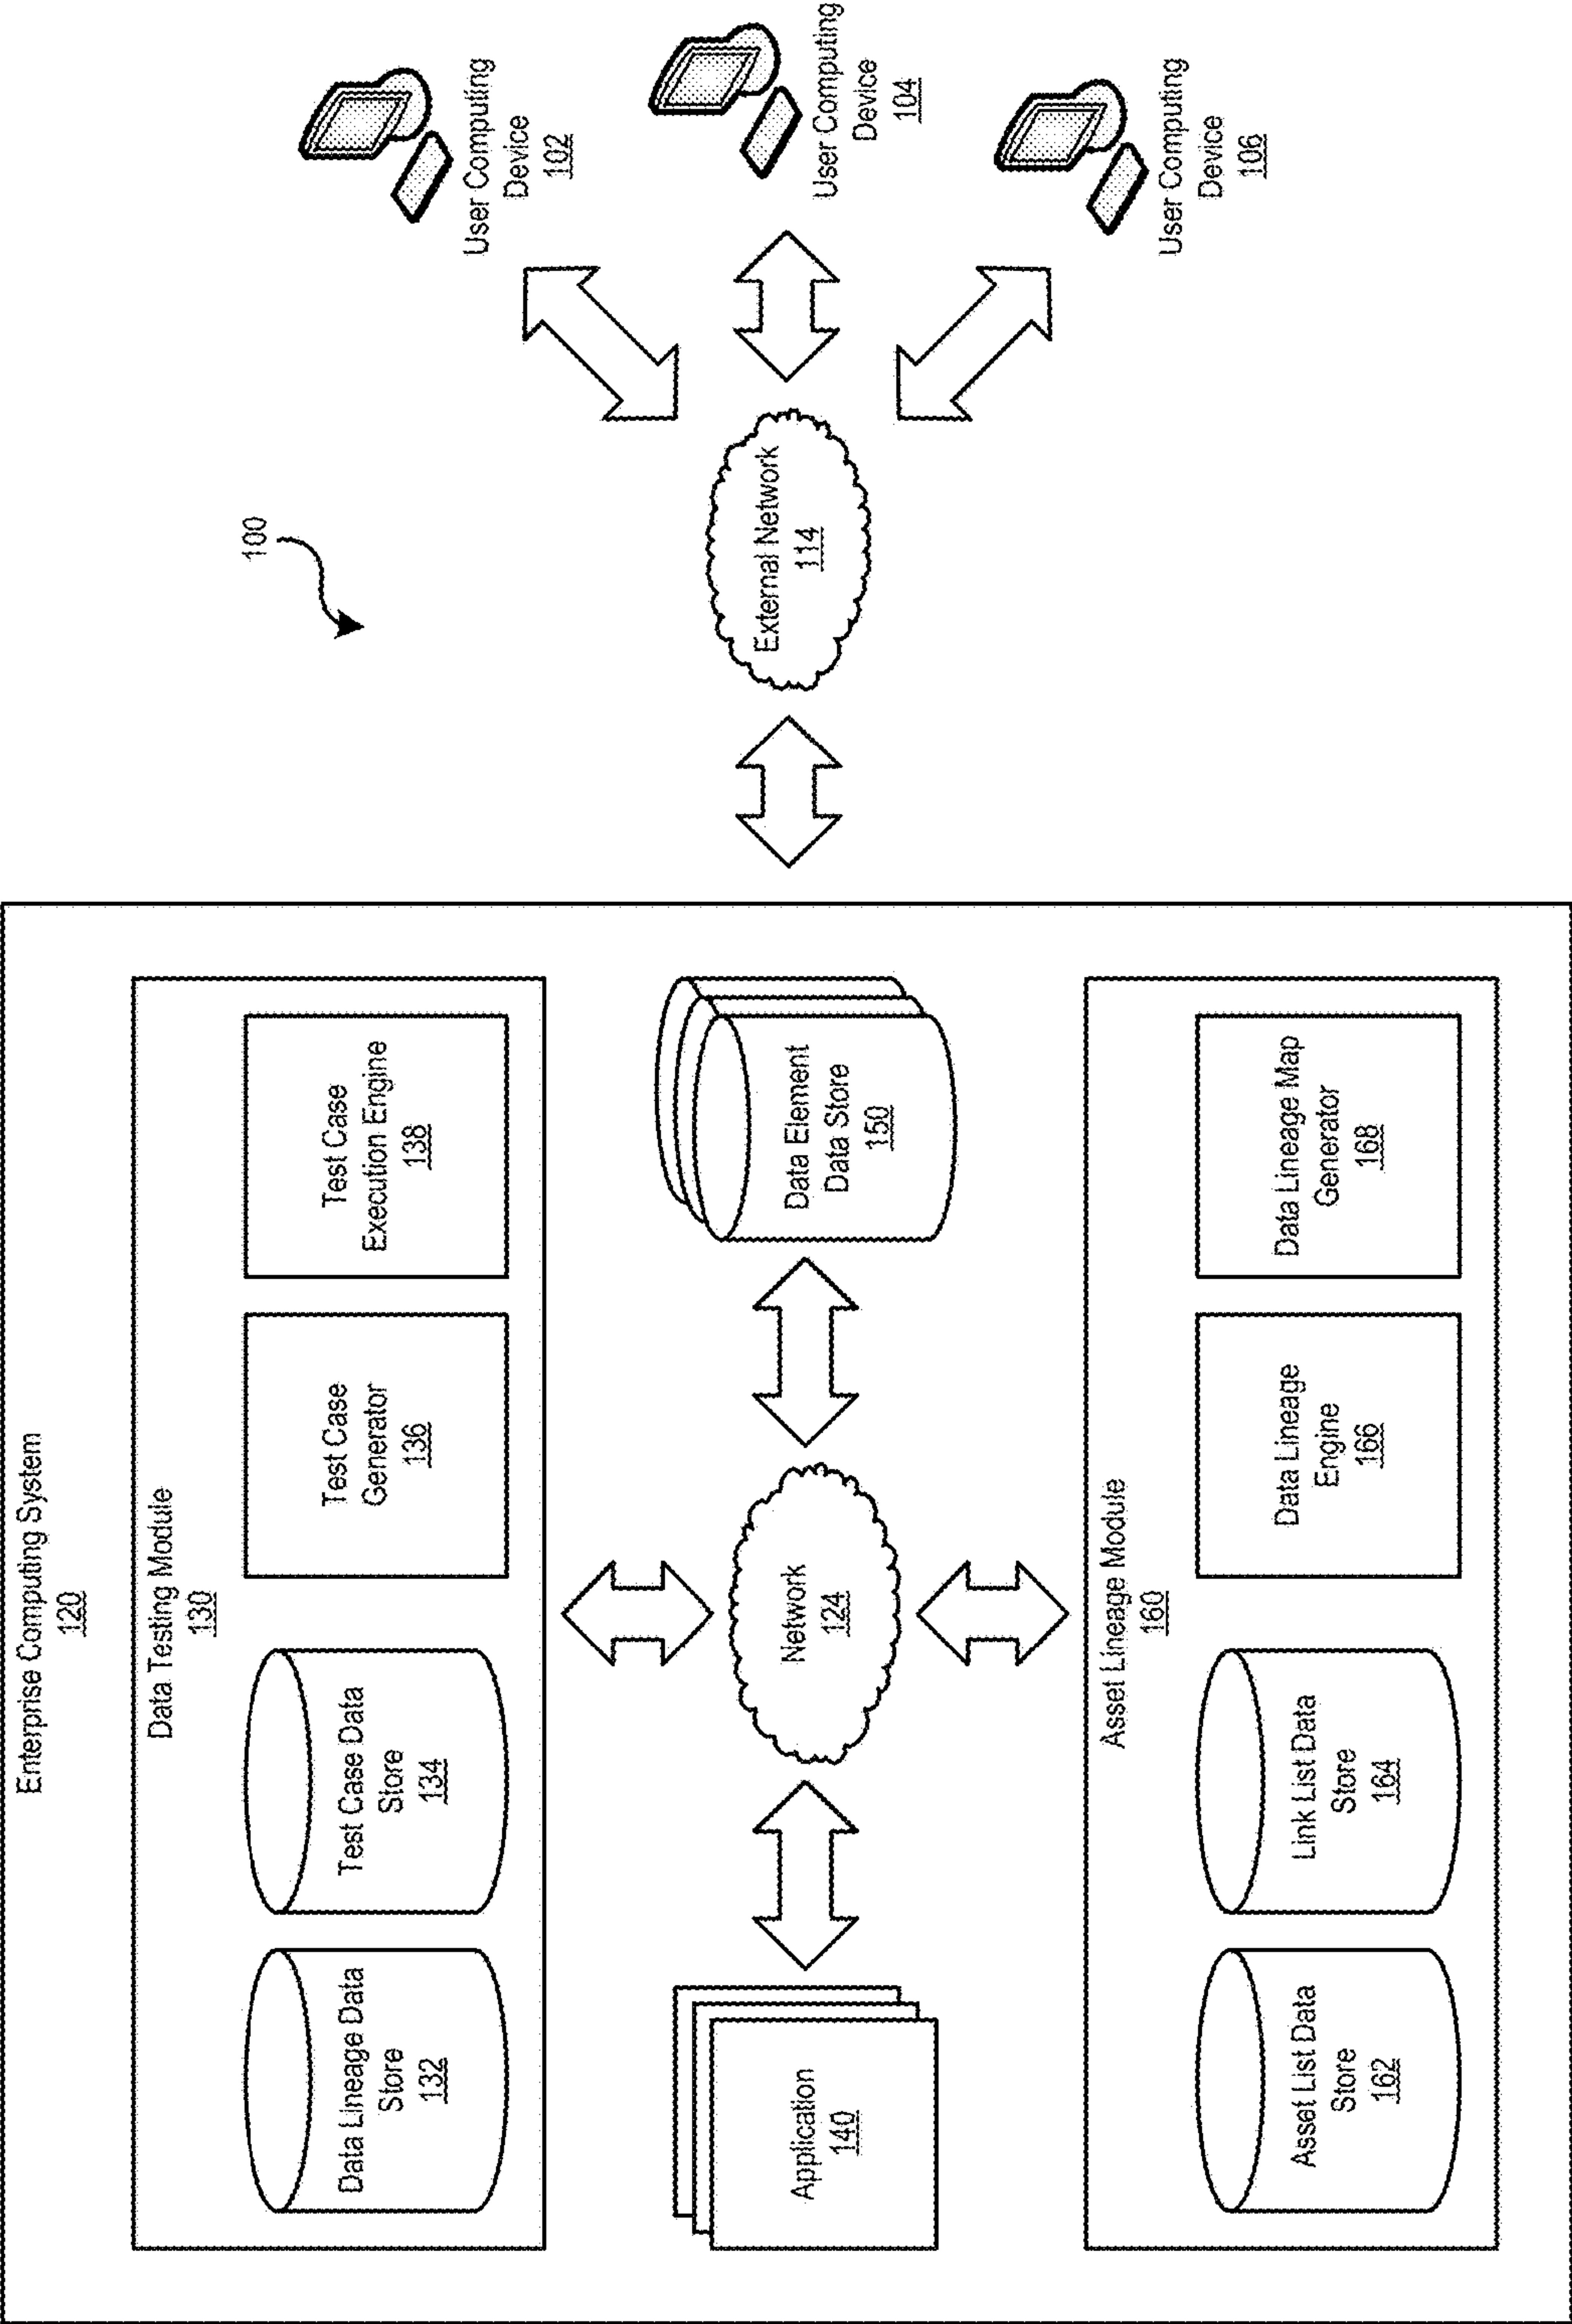 Enterprise Computing System
120
Data Testing Module
130
Data Lineage Data
Store
132
Test Case Data
Store
134
Test Case
Generator
136
Test Case
Execution Engine
138
Application
140
Network
124
Data Element
Data Store
150
Asset Lineage Module
160
Asset List Data
Store
162
Link List Data
Store
164
Data Lineage
Engine
166
Data Lineage Map
Generator
168
100
External Network
114
User Computing
Device
102
User Computing
Device
104
User Computing
Device
106